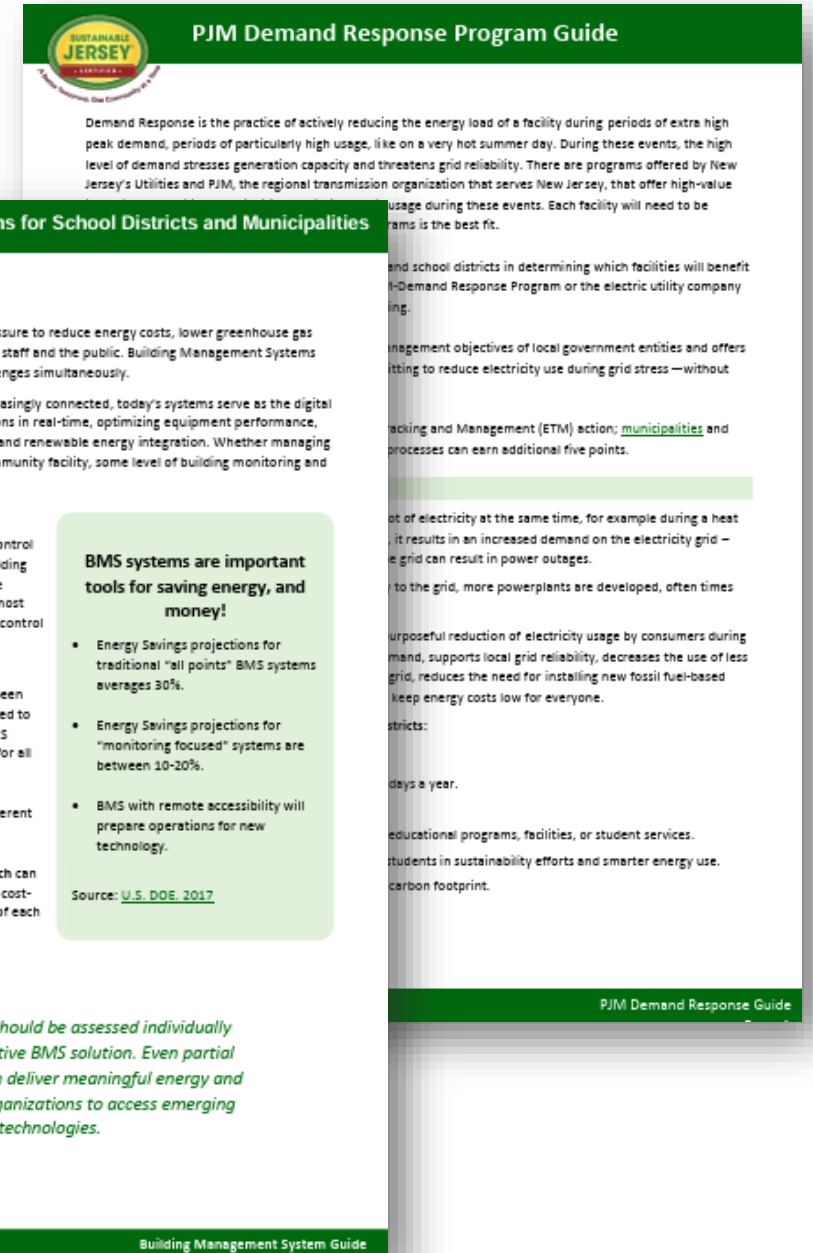 SUSTAINABLE
JERSEY
CERTIFIED
A Better Tomorrow, One Community at a Time
PJM Demand Response Program Guide
Demand Response is the practice of actively reducing the energy load of a facility during periods of extra high
peak demand, periods of particularly high usage, like on a very hot summer day. During these events, the high
level of demand stresses generation capacity and threatens grid reliability. There are programs offered by New
Jersey's Utilities and PJM, the regional transmission organization that serves New Jersey, that offer high-value
usage during these events. Each facility will need to be
rams is the best fit.
and school districts in determining which facilities will benefit
-Demand Response Program or the electric utility company
ing.
nagement objectives of local government entities and offers
itting to reduce electricity use during grid stress —without
acking and Management (ETM) action; municipalities and
processes can earn additional five points.
ot of electricity at the same time, for example during a heat
, it results in an increased demand on the electricity grid –
e grid can result in power outages.
to the grid, more powerplants are developed, often times
urposeful reduction of electricity usage by consumers during
mand, supports local grid reliability, decreases the use of less
grid, reduces the need for installing new fossil fuel-based
keep energy costs low for everyone.
stricts:
days a year.
educational programs, facilities, or student services.
students in sustainability efforts and smarter energy use.
carbon footprint.
PJM Demand Response Guide
ns for School Districts and Municipalities
ssure to reduce energy costs, lower greenhouse gas
staff and the public. Building Management Systems
enges simultaneously.
asingly connected, today's systems serve as the digital
ons in real-time, optimizing equipment performance,
and renewable energy integration. Whether managing
mmunity facility, some level of building monitoring and
ontrol
ding
e
most
control
een
ed to
S
for all
erent
ch can
cost-
of each
BMS systems are important
tools for saving energy, and
money!
• Energy Savings projections for
traditional "all points" BMS systems
averages 30%.
• Energy Savings projections for
"monitoring focused" systems are
between 10-20%.
• BMS with remote accessibility will
prepare operations for new
technology.
Source: U.S. DOE. 2017
should be assessed individually
tive BMS solution. Even partial
n deliver meaningful energy and
ganizations to access emerging
technologies.
Building Management System Guide